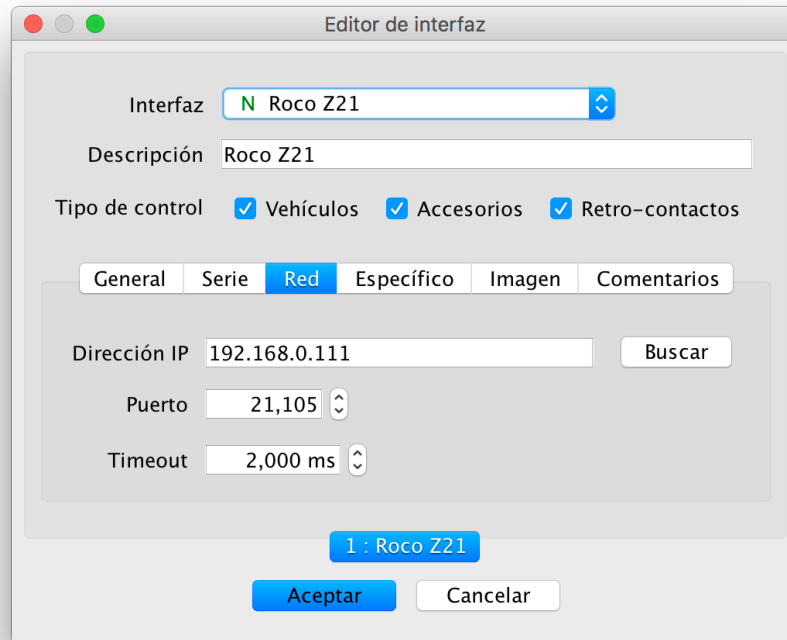 Editor de interfaz
Interfaz N Roco Z21
Descripción Roco Z21
Tipo de control Vehículos Accesorios Retro-contactos
General Serie Red Específico Imagen Comentarios
Dirección IP 192.168.0.111 Buscar
Puerto 21,105
Timeout 2,000 ms
1 : Roco Z21
Aceptar Cancelar